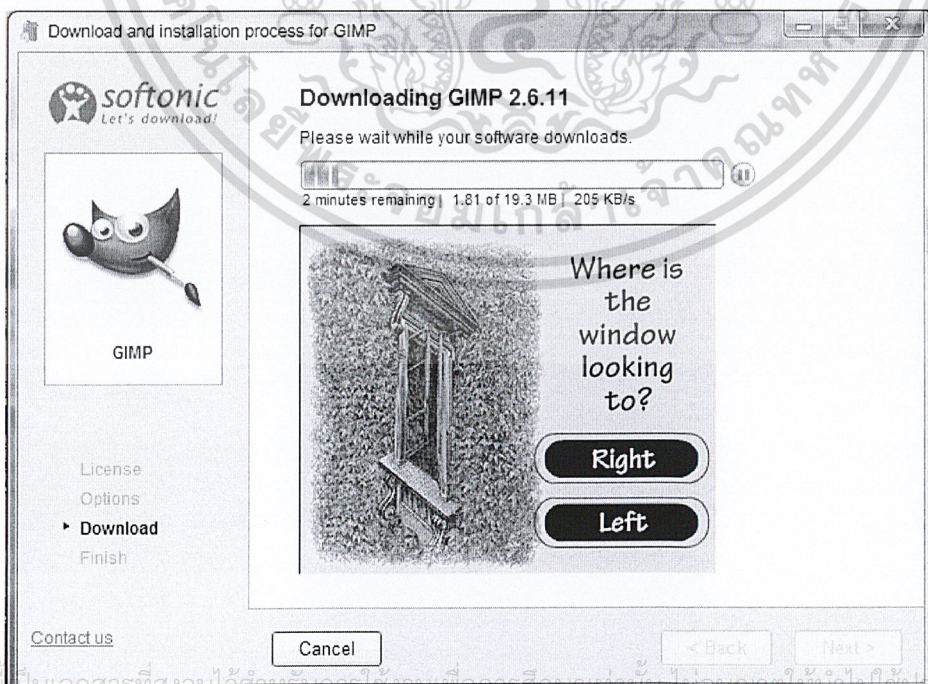 Download and installation process for GIMP
softonic
Let's download!
GIMP
License
Options
Download
Finish
Contact us
Downloading GIMP 2.6.11
Please wait while your software downloads.
2 minutes remaining | 1.81 of 19.3 MB | 205 KB/s
Where is
the
window
looking
to?
Right
Left
Cancel
< Back
Next >